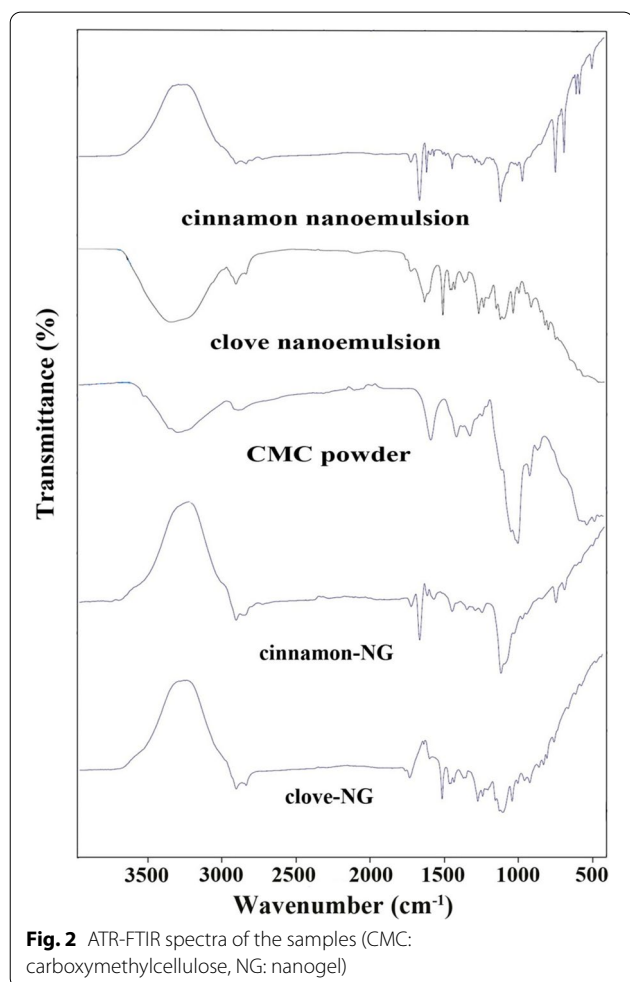 cinnamon nanoemulsion
clove nanoemulsion
CMC powder
cinnamon-NG
clove-NG
Transmittance (%)
3500 3000 2500 2000 1500 1000 500
Wavenumber (cm⁻¹)
Fig. 2 ATR-FTIR spectra of the samples (CMC:
carboxymethylcellulose, NG: nanogel)